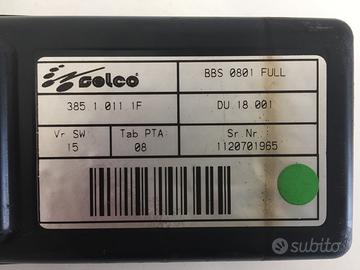 Golco
BBS 0801 FULL
385 1.011 1F
DU 18 001
Vr SW
Tab PTA
Sr Nr
15
08
1120701965
subito